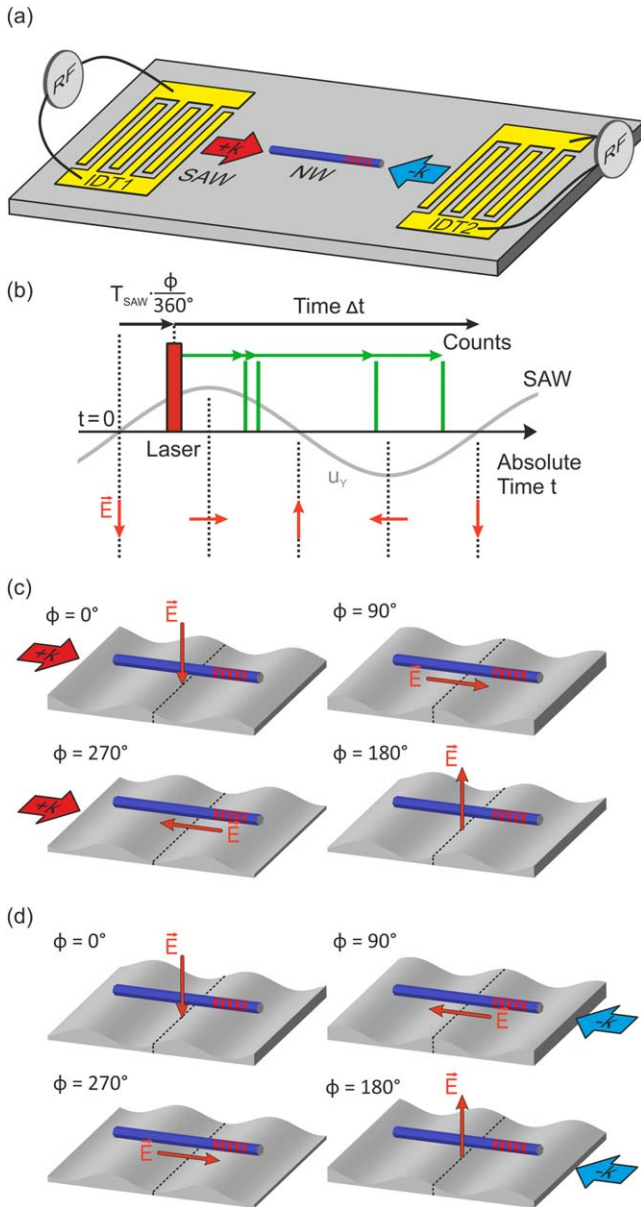 (a)
RF
+k
SAW
IDT1
NW
-k
RF
IDT2
(b)
T_SAW · ϕ/360°
Time Δt
Counts
SAW
t=0
Laser
u_Y
Absolute
Time t
E⃗
(c)
ϕ = 0°
ϕ = 90°
+k
E⃗
E⃗
ϕ = 270°
ϕ = 180°
+k
E⃗
E⃗
(d)
ϕ = 0°
ϕ = 90°
E⃗
E⃗
-k
ϕ = 270°
ϕ = 180°
E⃗
E⃗
-k